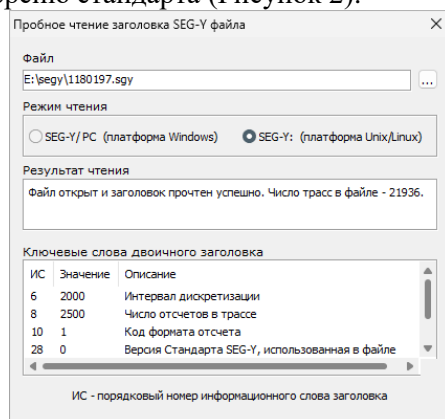 стандарта (Рисунок 2).
Пробное чтение заголовка SEG-Y файла
Файл
E:\segy\1180197.sgy
...
Режим чтения
SEG-Y/PC (платформа Windows) SEG-Y: (платформа Unix/Linux)
Результат чтения
Файл открыт и заголовок прочтен успешно. Число трасс в файле - 21936.
Ключевые слова двоичного заголовка
ИС Значение Описание
6 2000 Интервал дискретизации
8 2500 Число отсчетов в трассе
10 1 Код формата отсчета
28 0 Версия Стандарта SEG-Y, использованная в файле
ИС - порядковый номер информационного слова заголовка